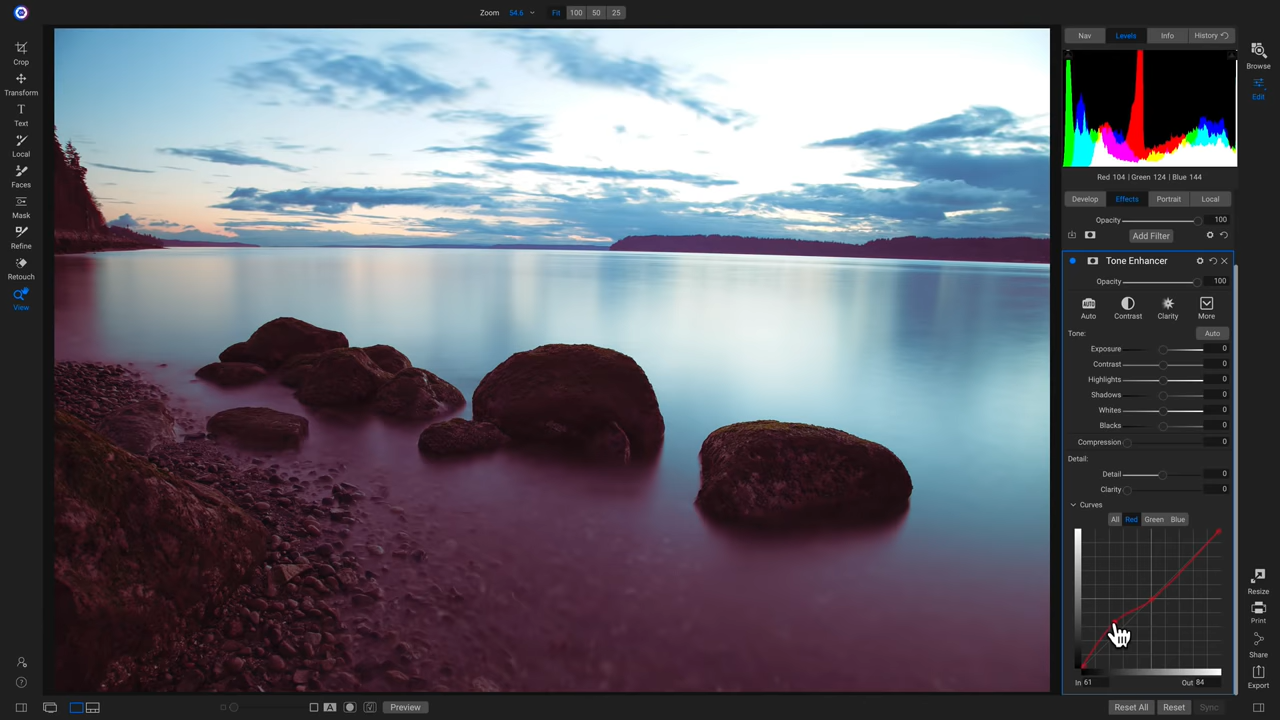 Zoom 54.6 Fit 100 50 25
Crop
Transform
Text
Local
Faces
Mask
Refine
Retouch
View
Nav Levels Info History
Red 104 | Green 124 | Blue 144
Develop Effects Portrait Local
Opacity 100
Add Filter
Tone Enhancer
Opacity 100
AUTO
Auto Contrast Clarity More
Tone: Auto
Exposure 0
Contrast 0
Highlights 0
Shadows 0
Whites 0
Blacks 0
Compression 0
Detail:
Detail 0
Clarity 0
Curves
All Red Green Blue
In 61 Out 84
Browse
Edit
Resize
Print
Share
Export
A Preview
Reset All Reset Sync